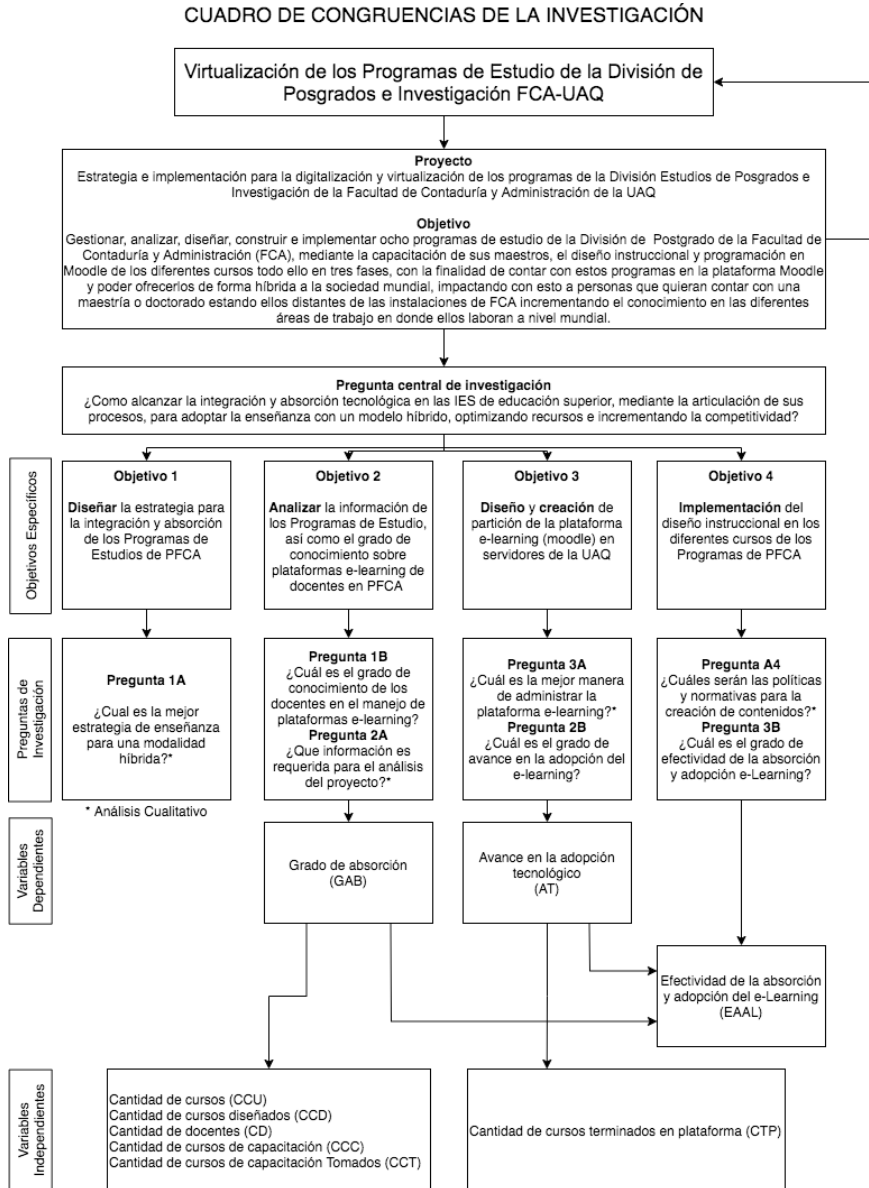 CUADRO DE CONGRUENCIAS DE LA INVESTIGACIÓN
Virtualización de los Programas de Estudio de la División de
Posgrados e Investigación FCA-UAQ
Proyecto
Estrategia e implementación para la digitalización y virtualización de los programas de la División Estudios de Posgrados e
Investigación de la Facultad de Contaduría y Administración de la UAQ
Objetivo
Gestionar, analizar, diseñar, construir e implementar ocho programas de estudio de la División de Postgrado de la Facultad de
Contaduría y Administración (FCA), mediante la capacitación de sus maestros, el diseño instruccional y programación en
Moodle de los diferentes cursos todo ello en tres fases, con la finalidad de contar con estos programas en la plataforma Moodle
y poder ofrecerlos de forma híbrida a la sociedad mundial, impactando con esto a personas que quieran contar con una
maestría o doctorado estando ellos distantes de las instalaciones de FCA incrementando el conocimiento en las diferentes
áreas de trabajo en donde ellos laboran a nivel mundial.
Pregunta central de investigación
¿Como alcanzar la integración y absorción tecnológica en las IES de educación superior, mediante la articulación de sus
procesos, para adoptar la enseñanza con un modelo híbrido, optimizando recursos e incrementando la competitividad?
Objetivos Específicos
Objetivo 1
Diseñar la estrategia para
la integración y absorción
de los Programas de
Estudios de PFCA
Objetivo 2
Analizar la información de
los Programas de Estudio,
así como el grado de
conocimiento sobre
plataformas e-learning de
docentes en PFCA
Objetivo 3
Diseño y creación de
partición de la plataforma
e-learning (moodle) en
servidores de la UAQ
Objetivo 4
Implementación del
diseño instruccional en los
diferentes cursos de los
Programas de PFCA
Preguntas de
Investigación
Pregunta 1A
¿Cual es la mejor
estrategia de enseñanza
para una modalidad
híbrida?*
Pregunta 1B
¿Cuál es el grado de
conocimiento de los
docentes en el manejo de
plataformas e-learning?
Pregunta 2A
¿Que información es
requerida para el análisis
del proyecto?*
Pregunta 3A
¿Cuál es la mejor manera
de administrar la
plataforma e-learning?*
Pregunta 2B
¿Cuál es el grado de
avance en la adopción del
e-learning?
Pregunta A4
¿Cuáles serán las políticas
y normativas para la
creación de contenidos?*
Pregunta 3B
¿Cuál es el grado de
efectividad de la absorción
y adopción e-Learning?
* Análisis Cualitativo
Variables
Dependientes
Grado de absorción
(GAB)
Avance en la adopción
tecnológico
(AT)
Efectividad de la absorción
y adopción del e-Learning
(EAAL)
Variables
Independientes
Cantidad de cursos (CCU)
Cantidad de cursos diseñados (CCD)
Cantidad de docentes (CD)
Cantidad de cursos de capacitación (CCC)
Cantidad de cursos de capacitación Tomados (CCT)
Cantidad de cursos terminados en plataforma (CTP)